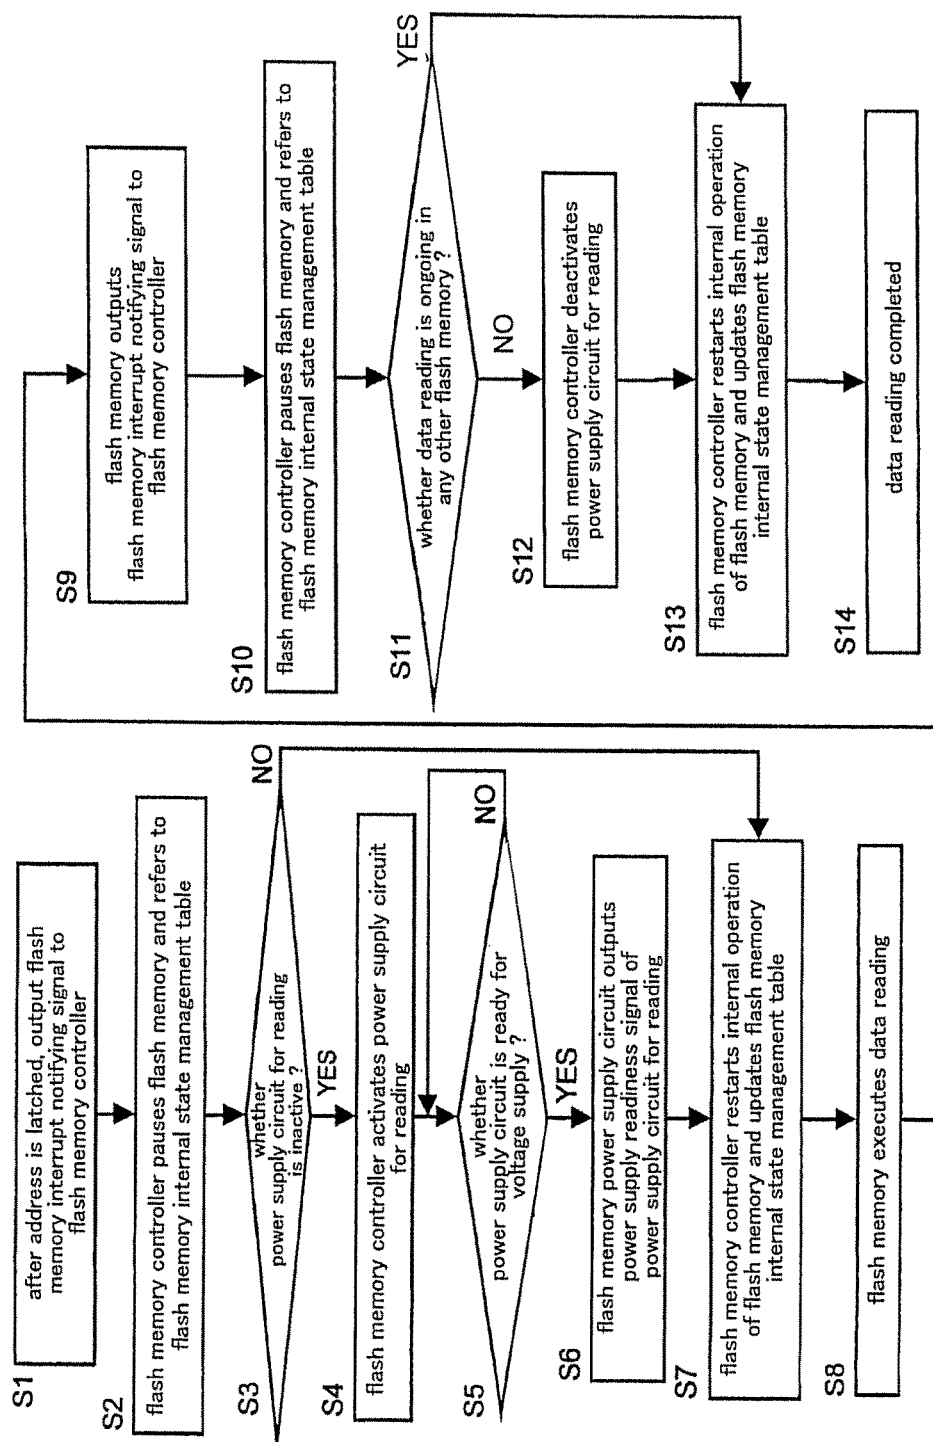 S1
after address is latched, output flash
memory interrupt notifying signal to
flash memory controller
S2
flash memory controller pauses flash memory and refers to
flash memory internal state management table
S3
whether
power supply circuit for reading
is inactive ?
NO
YES
S4
flash memory controller activates power supply circuit
for reading
S5
whether
power supply circuit is ready for
voltage supply ?
NO
YES
S6
flash memory power supply circuit outputs
power supply readiness signal of
power supply circuit for reading
S7
flash memory controller restarts internal operation
of flash memory and updates flash memory
internal state management table
S8
flash memory executes data reading
S9
flash memory outputs
flash memory interrupt notifying signal to
flash memory controller
S10
flash memory controller pauses flash memory and refers to
flash memory internal state management table
S11
whether data reading is ongoing in
any other flash memory ?
YES
NO
S12
flash memory controller deactivates
power supply circuit for reading
S13
flash memory controller restarts internal operation
of flash memory and updates flash memory
internal state management table
S14
data reading completed